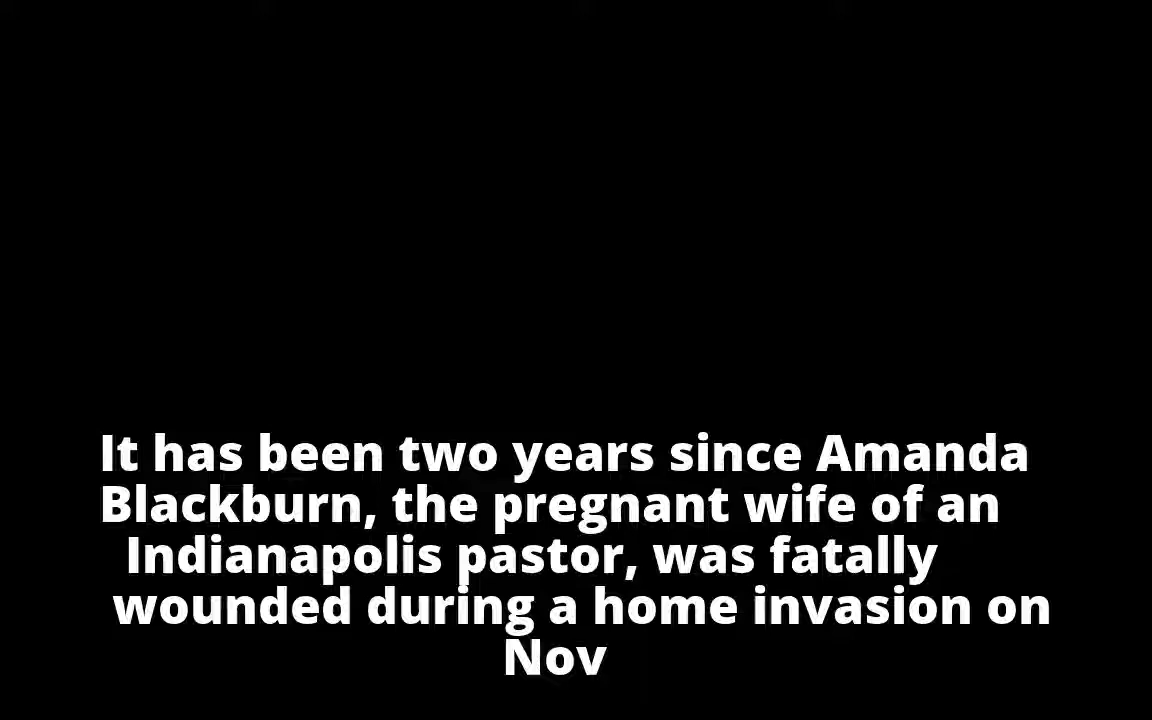 It has been two years since Amanda
Blackburn, the pregnant wife of an
Indianapolis pastor, was fatally
wounded during a home invasion on
Nov